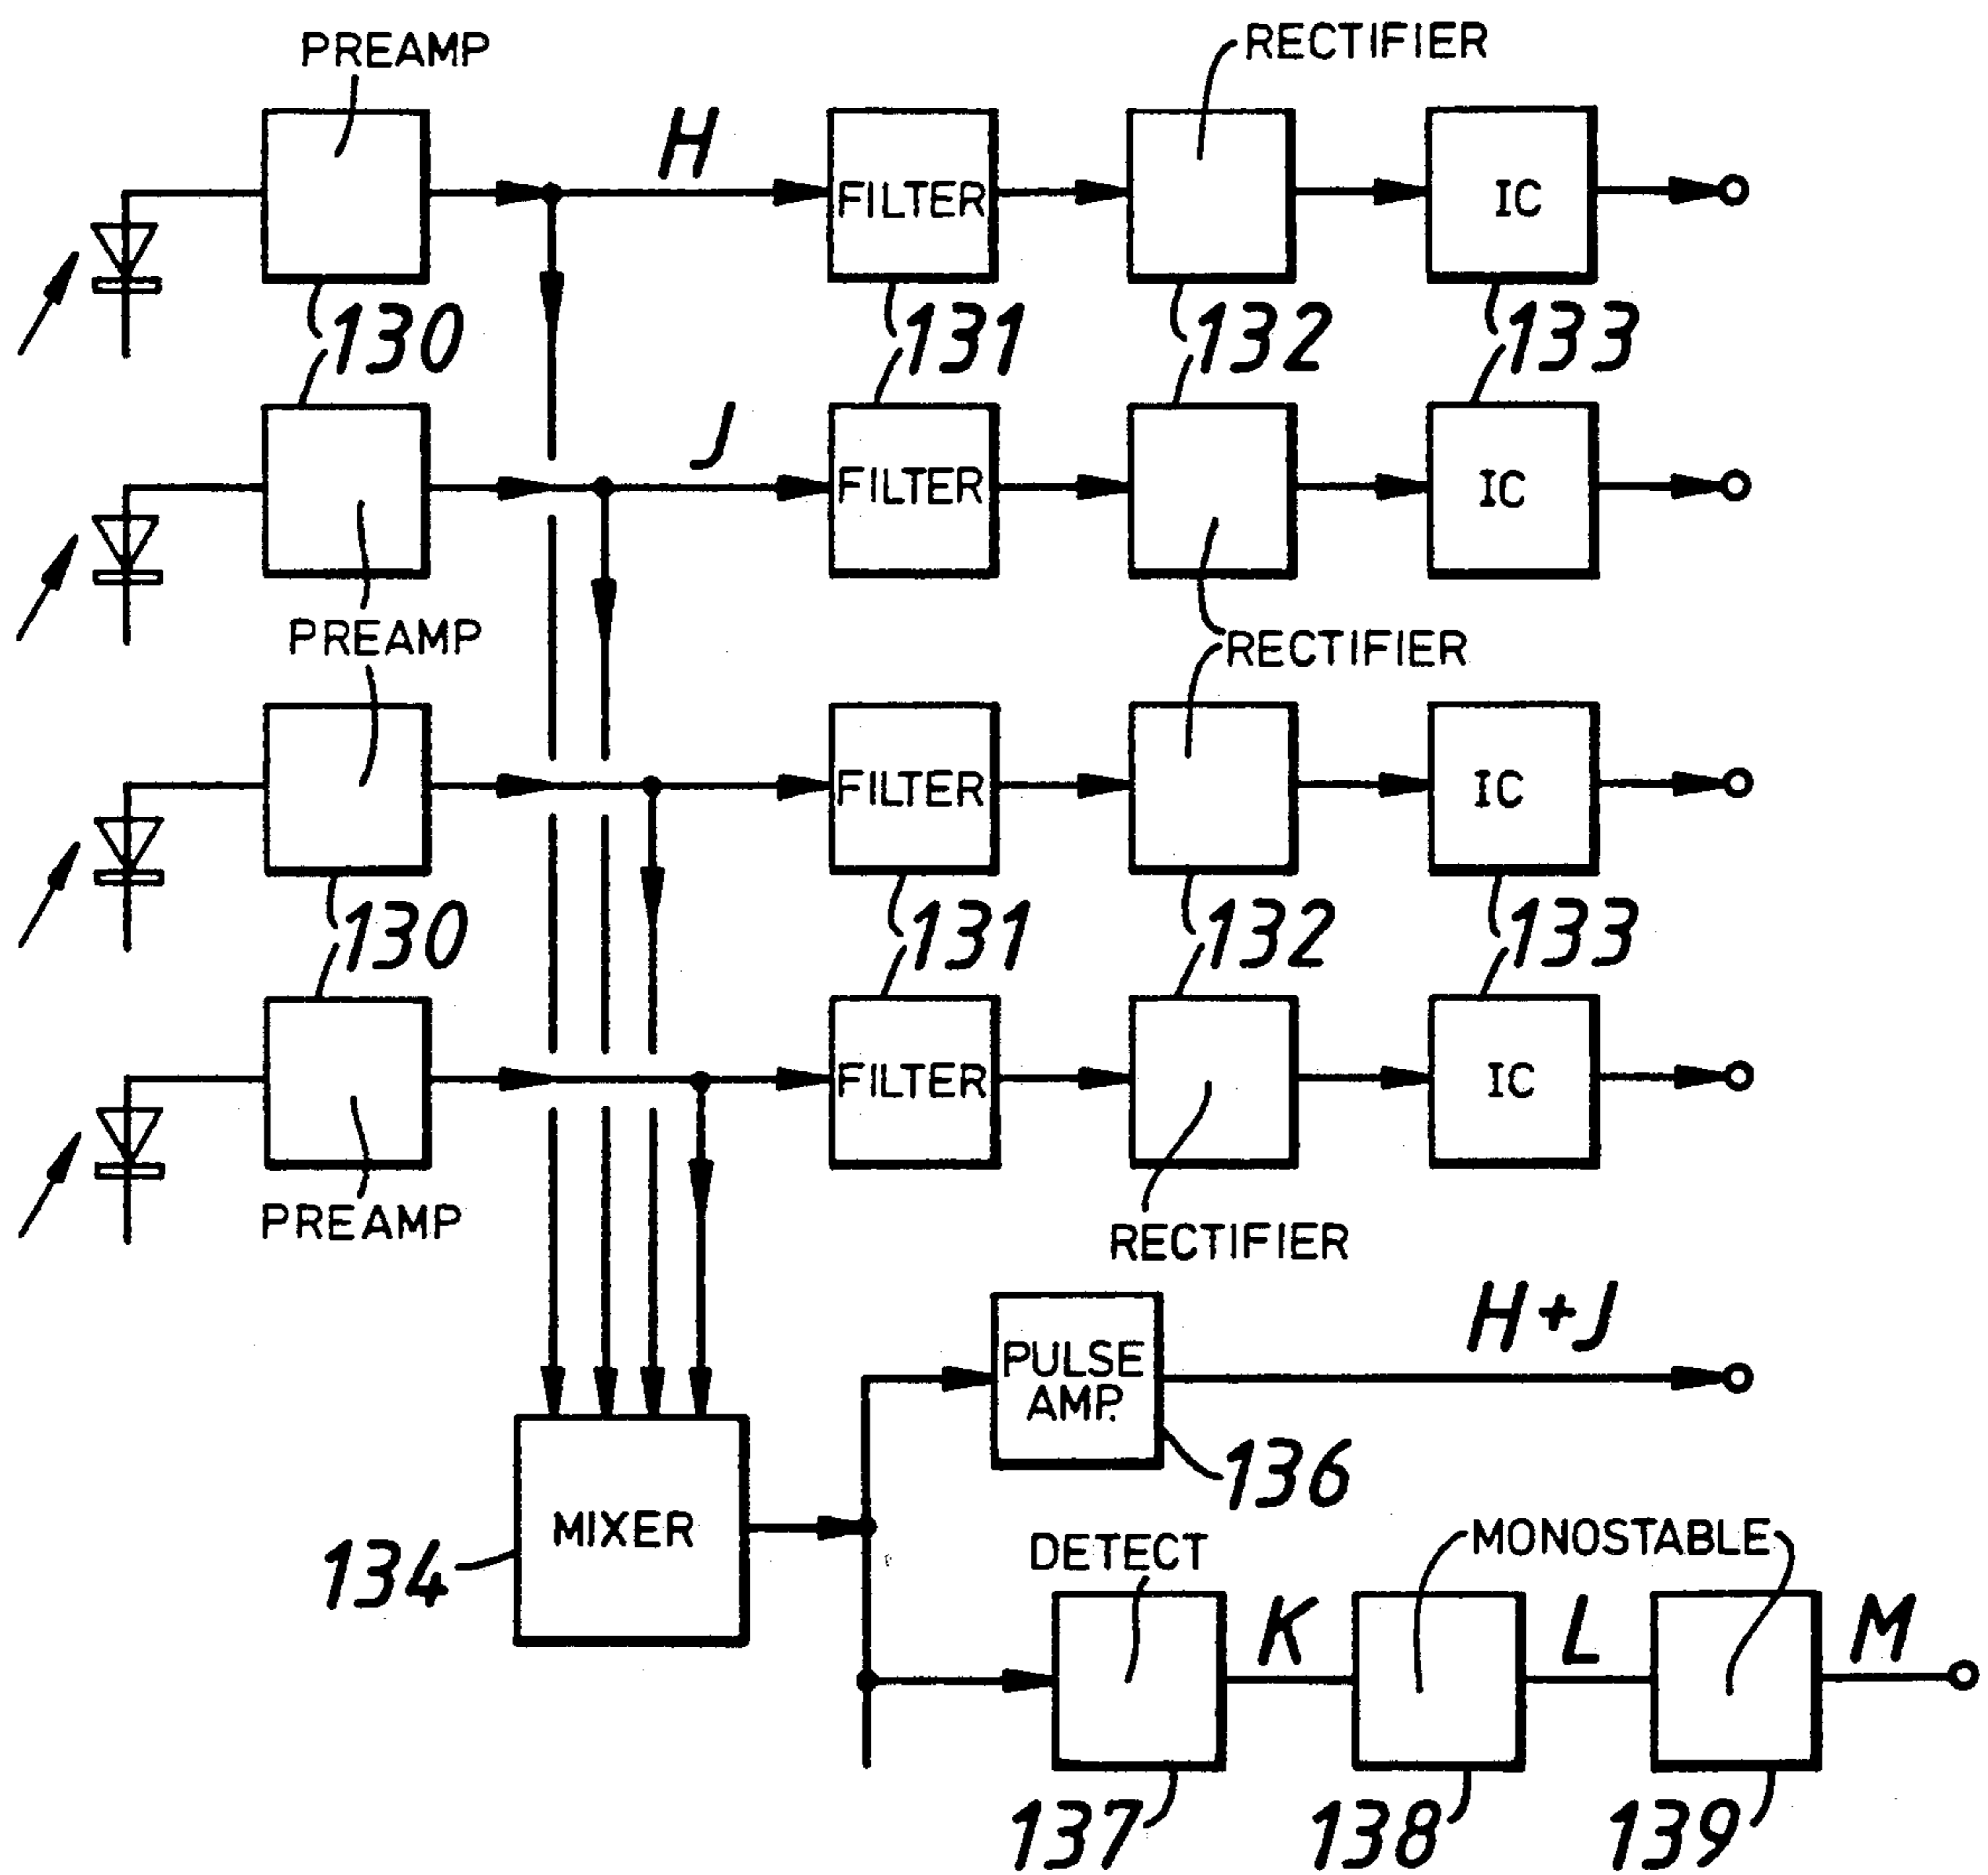 PREAMP
RECTIFIER
H
FILTER
IC
130
131
132
133
J
FILTER
IC
PREAMP
RECTIFIER
FILTER
IC
130
131
132
133
FILTER
IC
PREAMP
RECTIFIER
H+J
PULSE
AMP.
136
MIXER
134
DETECT
MONOSTABLE
K
L
M
137
138
139